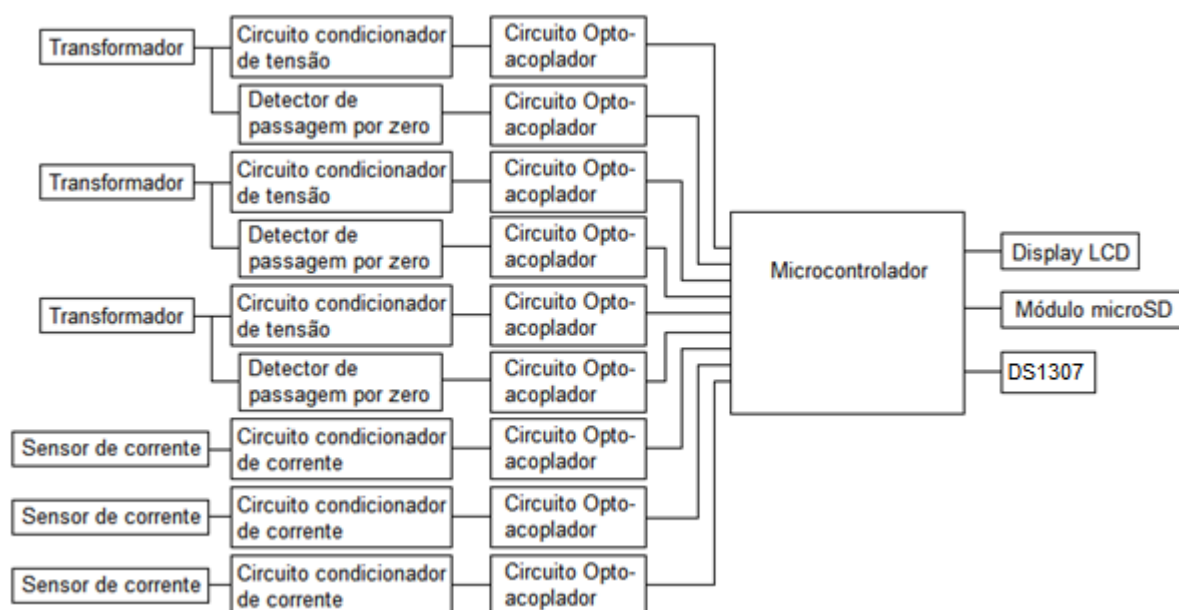 Transformador
Circuito condicionador
de tensão
Circuito Opto-
acoplador
Detector de
passagem por zero
Circuito Opto-
acoplador
Transformador
Circuito condicionador
de tensão
Circuito Opto-
acoplador
Detector de
passagem por zero
Circuito Opto-
acoplador
Transformador
Circuito condicionador
de tensão
Circuito Opto-
acoplador
Detector de
passagem por zero
Circuito Opto-
acoplador
Sensor de corrente
Circuito condicionador
de corrente
Circuito Opto-
acoplador
Sensor de corrente
Circuito condicionador
de corrente
Circuito Opto-
acoplador
Sensor de corrente
Circuito condicionador
de corrente
Circuito Opto-
acoplador
Microcontrolador
Display LCD
Módulo microSD
DS1307